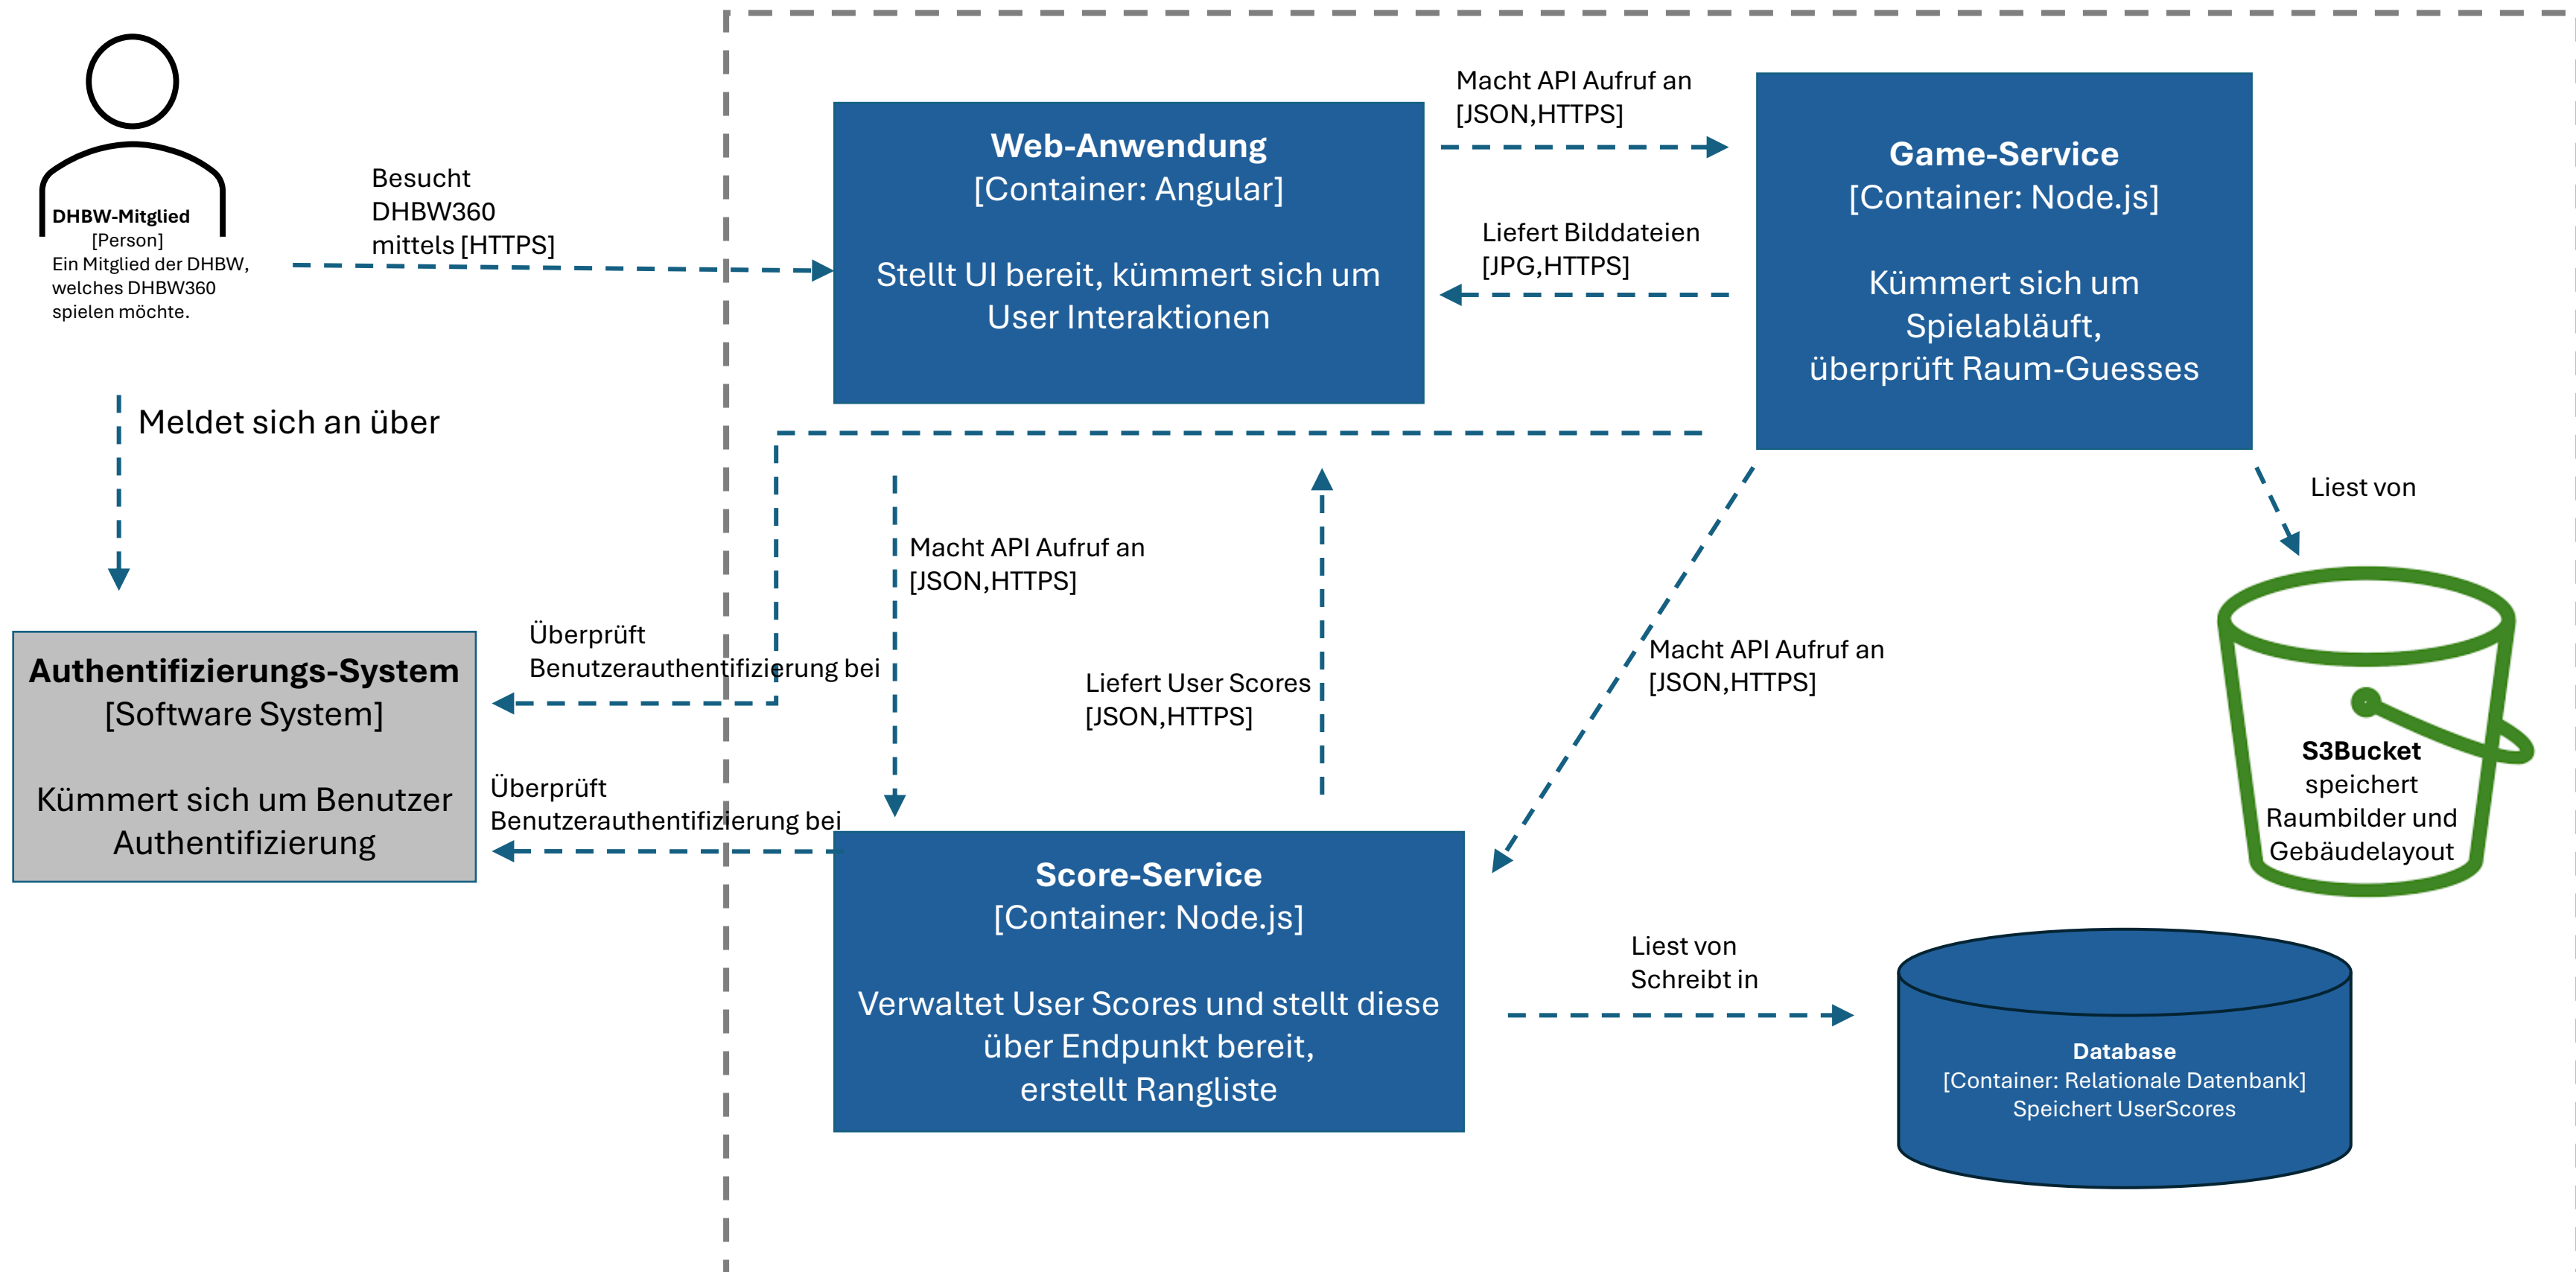 DHBW-Mitglied
[Person]
Ein Mitglied der DHBW,
welches DHBW360
spielen möchte.
Besucht
DHBW360
mittels [HTTPS]
Web-Anwendung
[Container: Angular]
Stellt UI bereit, kümmert sich um
User Interaktionen
Macht API Aufruf an
[JSON,HTTPS]
Liefert Bilddateien
[JPG,HTTPS]
Game-Service
[Container: Node.js]
Kümmert sich um
Spielabläuft,
überprüft Raum-Guesses
Meldet sich an über
Liest von
Macht API Aufruf an
[JSON,HTTPS]
Überprüft
Benutzerauthentifizierung bei
Liefert User Scores
[JSON,HTTPS]
Macht API Aufruf an
[JSON,HTTPS]
Authentifizierungs-System
[Software System]
Kümmert sich um Benutzer
Authentifizierung
Überprüft
Benutzerauthentifizierung bei
S3Bucket
speichert
Raumbilder und
Gebäudelayout
Score-Service
[Container: Node.js]
Verwaltet User Scores und stellt diese
über Endpunkt bereit,
erstellt Rangliste
Liest von
Schreibt in
Database
[Container: Relationale Datenbank]
Speichert UserScores